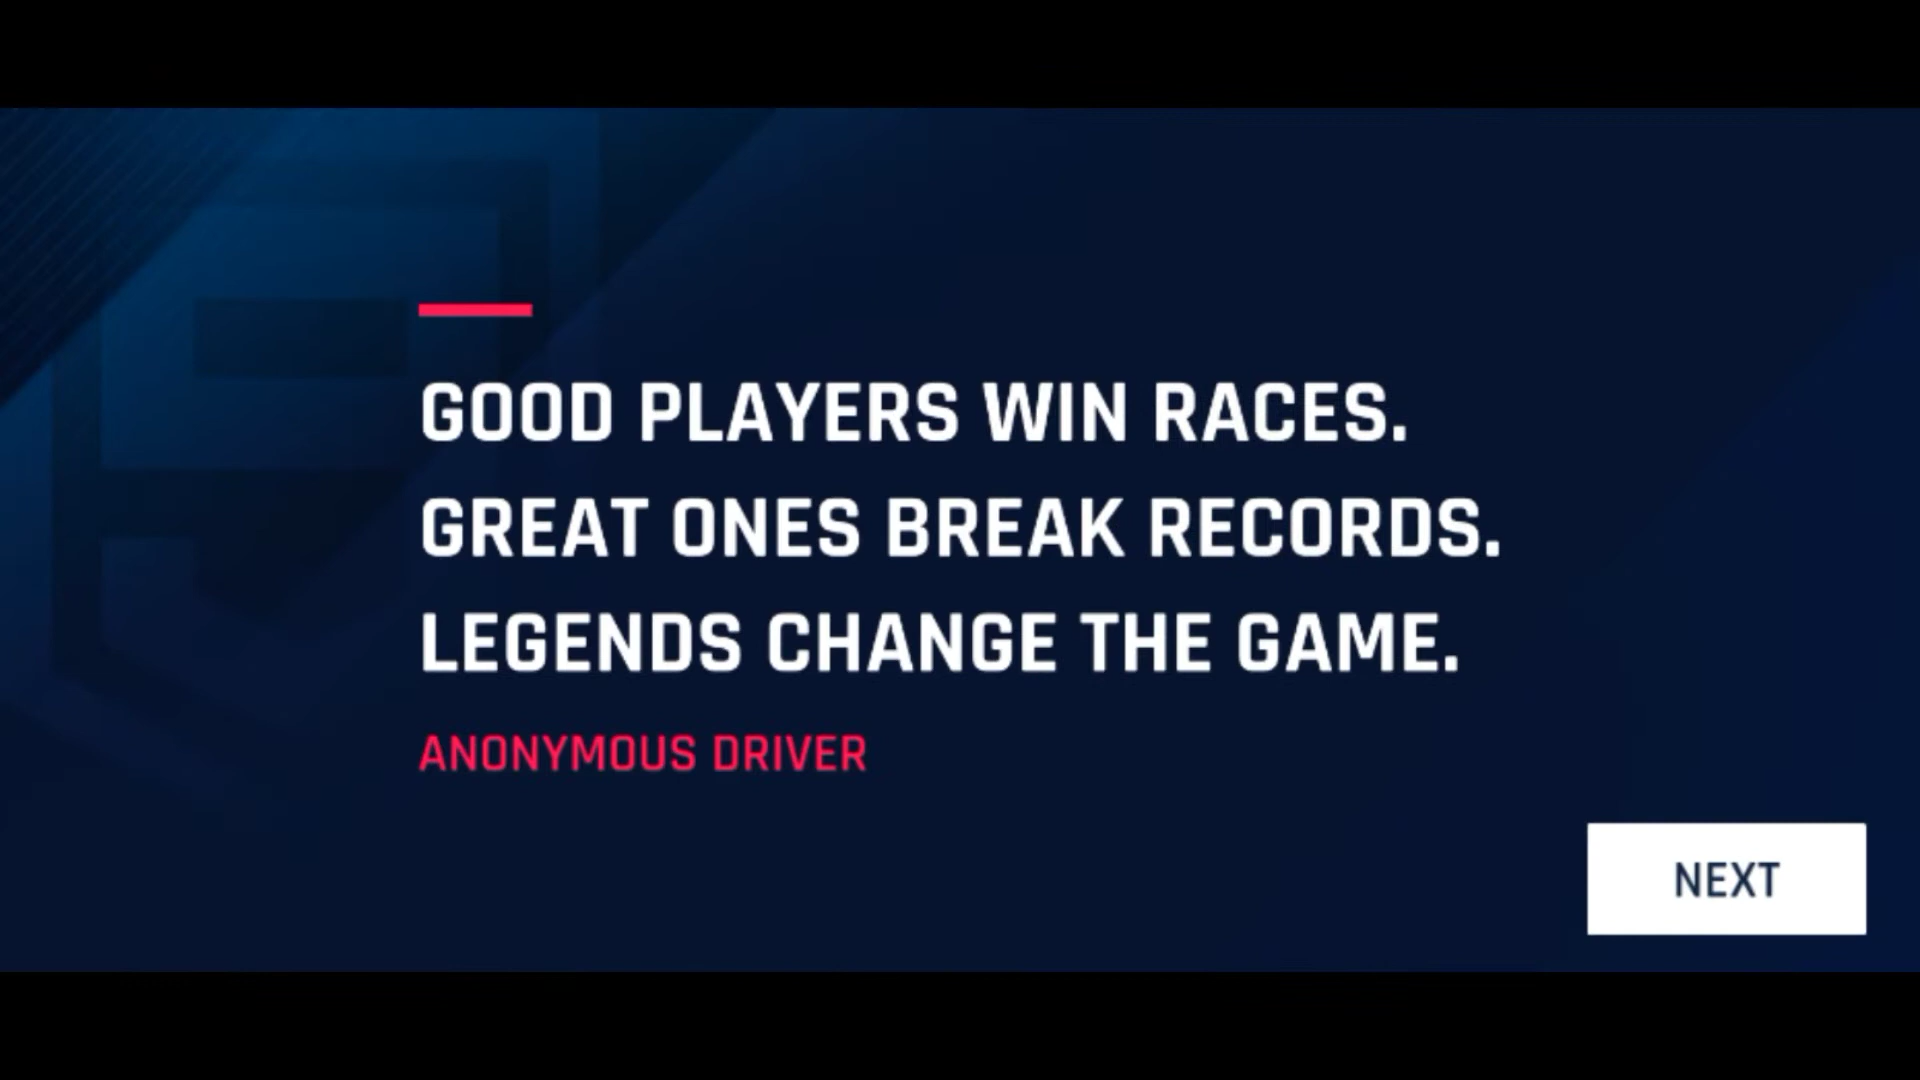 GOOD PLAYERS WIN RACES.
GREAT ONES BREAK RECORDS.
LEGENDS CHANGE THE GAME.
ANONYMOUS DRIVER
NEXT